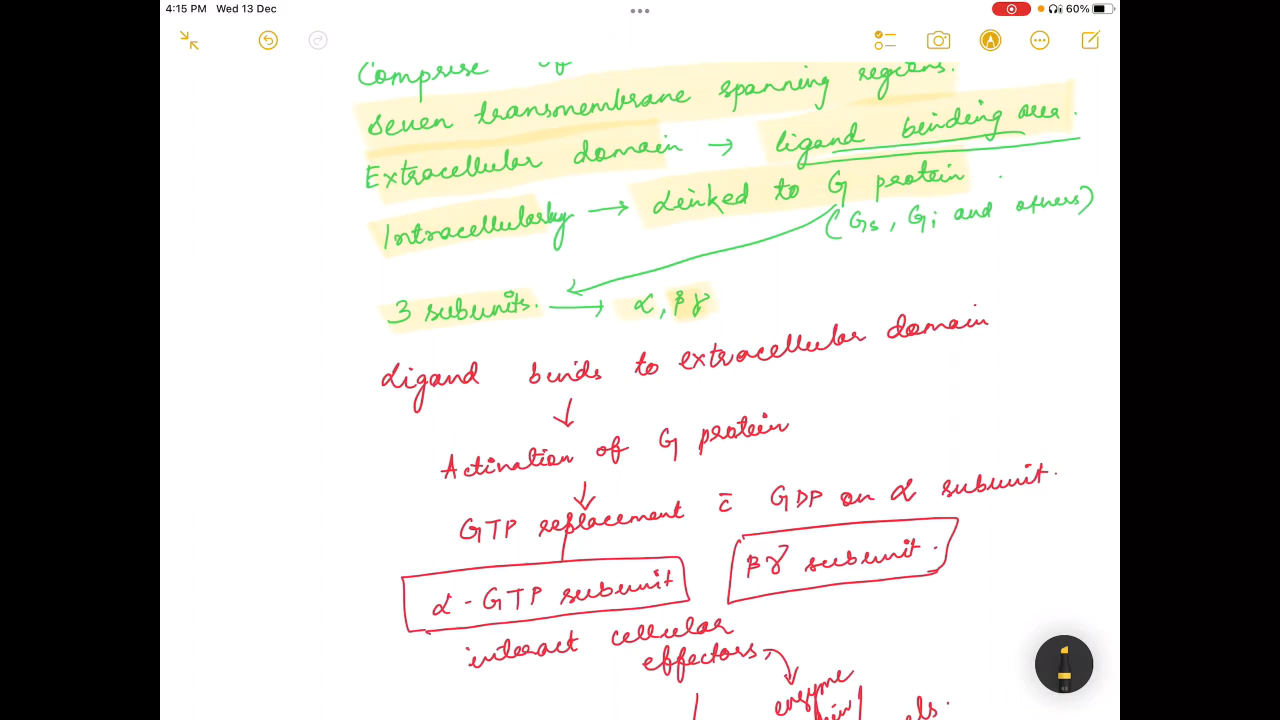 4:15 PM Wed 13 Dec
60%
Comprise of
seven transmembrane spanning regions.
Extracellular domain → ligand binding area.
Intracellularly → Linked to G protein
(Gs, Gi and others)
3 subunits. → α, βγ
Ligand binds to extracellular domain
↓
Activation of G protein
↓
GTP replacement c̄ GDP on α subunit.
α - GTP subunit
βγ subunit.
interact cellular
effectors,
enzyme